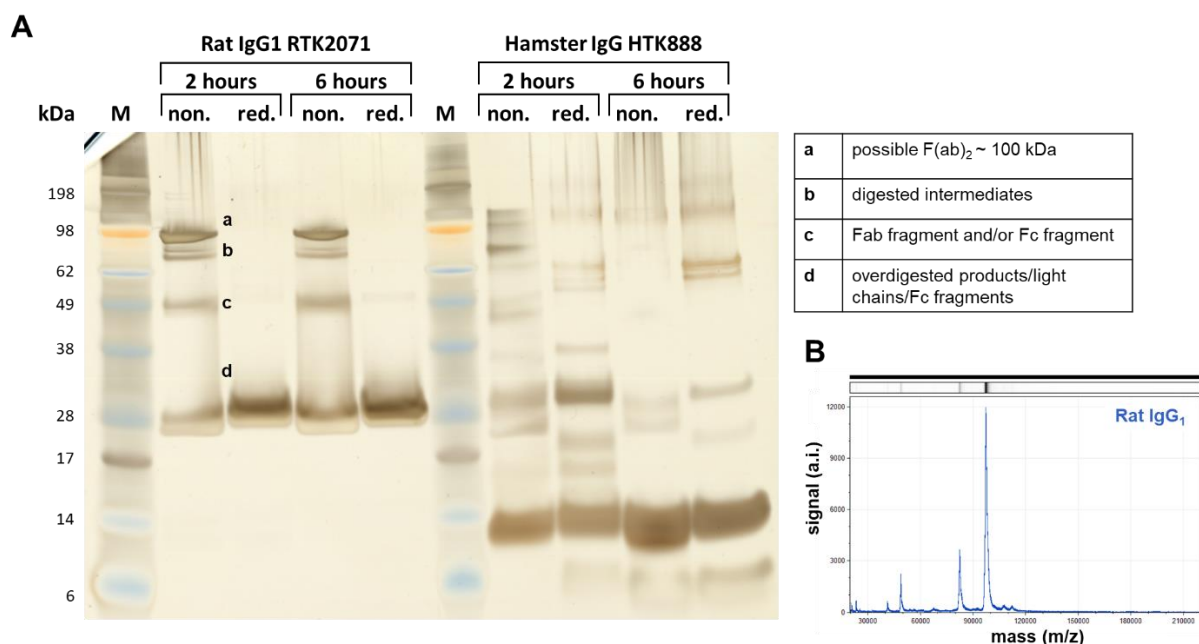 A
Rat IgG1 RTK2071
Hamster IgG HTK888
2 hours
6 hours
2 hours
6 hours
kDa
M
non.
red.
non.
red.
M
non.
red.
non.
red.
198
98
62
49
38
28
17
14
6
a
b
c
d
a possible F(ab)₂ ~ 100 kDa
b digested intermediates
c Fab fragment and/or Fc fragment
d overdigested products/light
chains/Fc fragments
B
Rat IgG₁
signal (a.i.)
12000
9000
6000
3000
0
30000
60000
90000
120000
150000
180000
210000
mass (m/z)